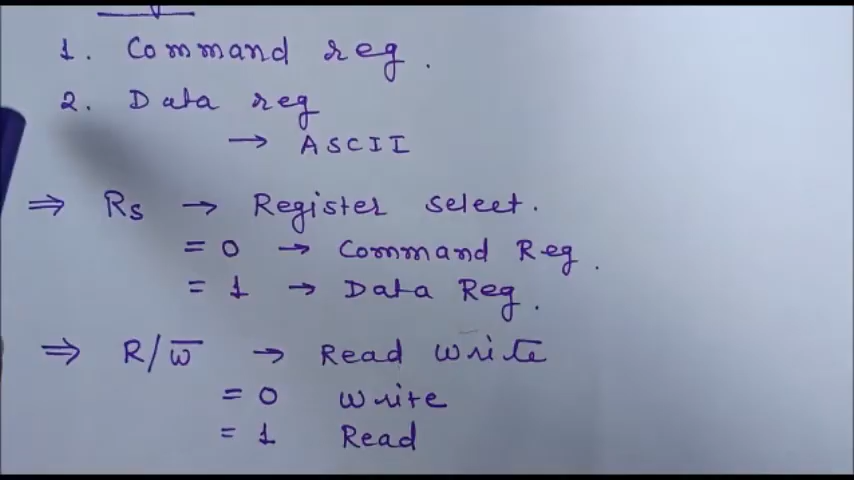 1. Command reg.
2. Data reg
→ ASCII
⇒ Rs → Register select.
= 0 → Command Reg.
= 1 → Data Reg.
⇒ R/w̅ → Read Write
= 0 Write
= 1 Read